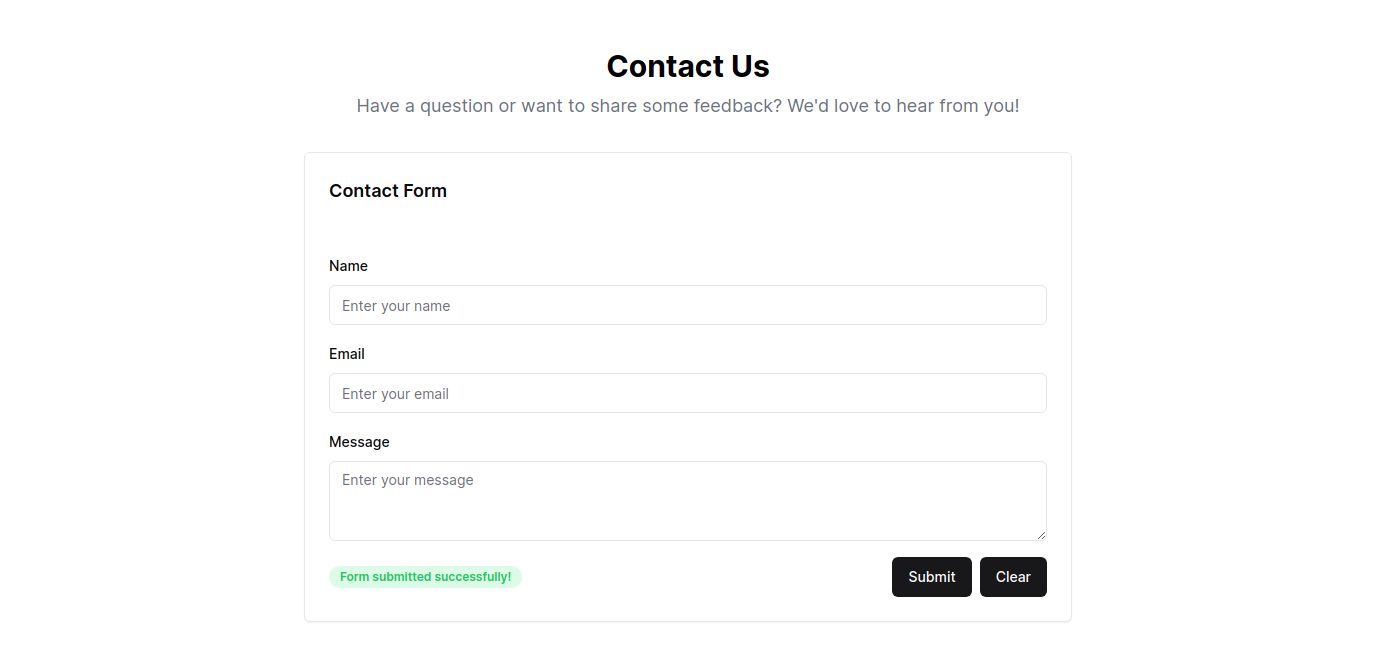 Contact Us
Have a question or want to share some feedback? We'd love to hear from you!
Contact Form
Name
Enter your name
Email
Enter your email
Message
Enter your message
Form submitted successfully!
Submit
Clear